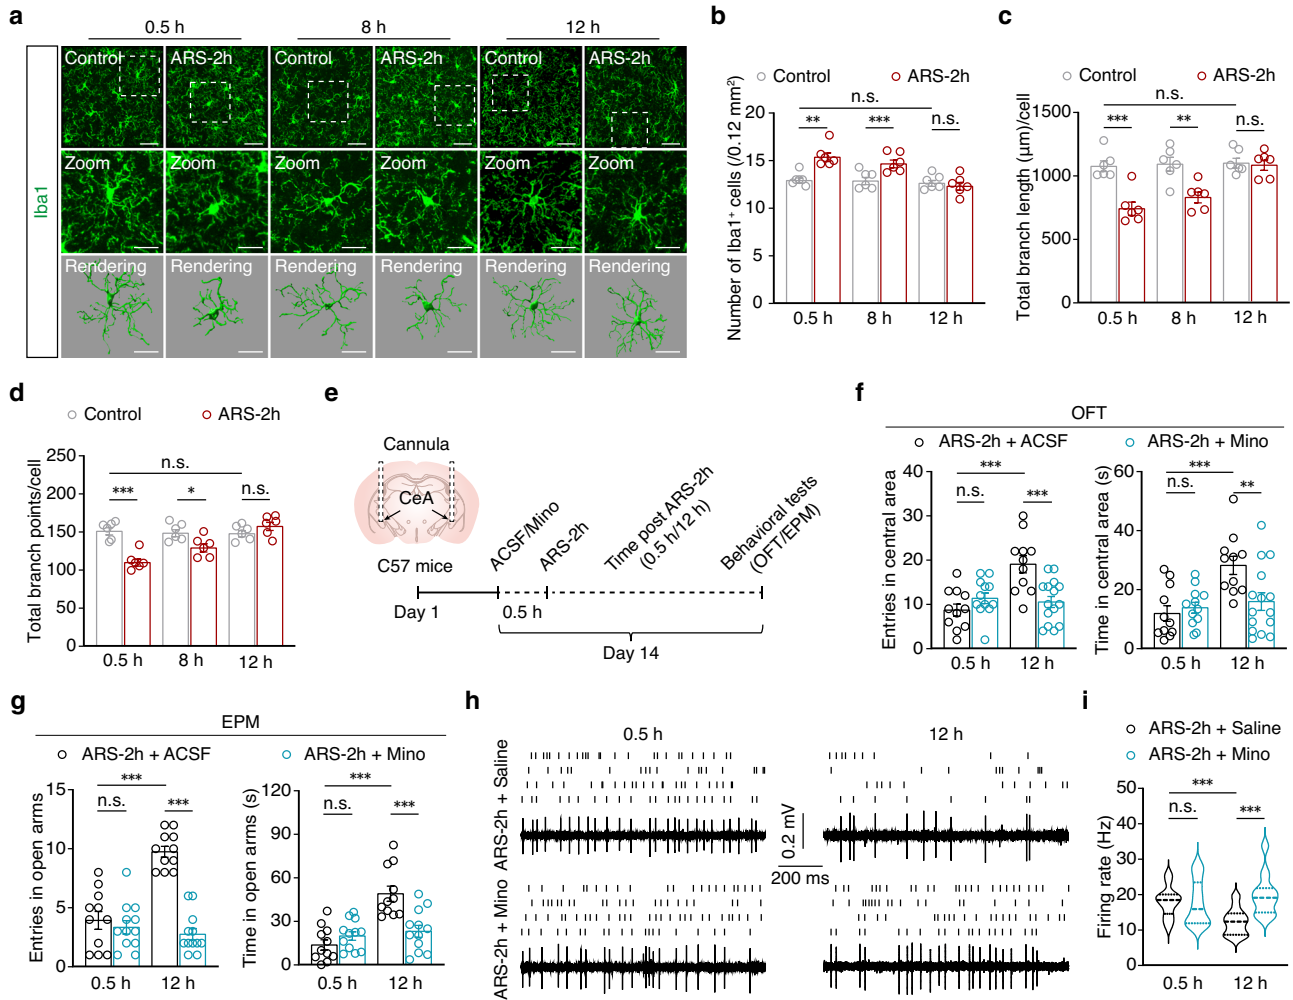 a
0.5 h
8 h
12 h
Iba1
Control
ARS-2h
Control
ARS-2h
Control
ARS-2h
Zoom
Zoom
Zoom
Zoom
Zoom
Zoom
Rendering
Rendering
Rendering
Rendering
Rendering
Rendering
b
Control
ARS-2h
Number of Iba1⁺ cells (/0.12 mm²)
20
15
10
5
0
n.s.
**
***
n.s.
0.5 h
8 h
12 h
c
Control
ARS-2h
Total branch length (µm)/cell
1500
1000
500
0
n.s.
***
**
n.s.
0.5 h
8 h
12 h
d
Control
ARS-2h
Total branch points/cell
250
200
150
100
50
0
n.s.
***
*
n.s.
0.5 h
8 h
12 h
e
Cannula
CeA
C57 mice
ACSF/Mino
ARS-2h
Time post ARS-2h
(0.5 h/12 h)
Behavioral tests
(OFT/EPM)
Day 1
0.5 h
Day 14
f
OFT
ARS-2h + ACSF
ARS-2h + Mino
Entries in central area
40
30
20
10
0
***
n.s.
***
0.5 h
12 h
Time in central area (s)
60
40
20
0
***
n.s.
**
0.5 h
12 h
g
EPM
ARS-2h + ACSF
ARS-2h + Mino
Entries in open arms
15
10
5
0
***
n.s.
***
0.5 h
12 h
Time in open arms (s)
120
90
60
30
0
***
n.s.
***
0.5 h
12 h
h
0.5 h
12 h
ARS-2h + Saline
ARS-2h + Mino
0.2 mV
200 ms
i
ARS-2h + Saline
ARS-2h + Mino
Firing rate (Hz)
50
40
30
20
10
0
***
n.s.
***
0.5 h
12 h